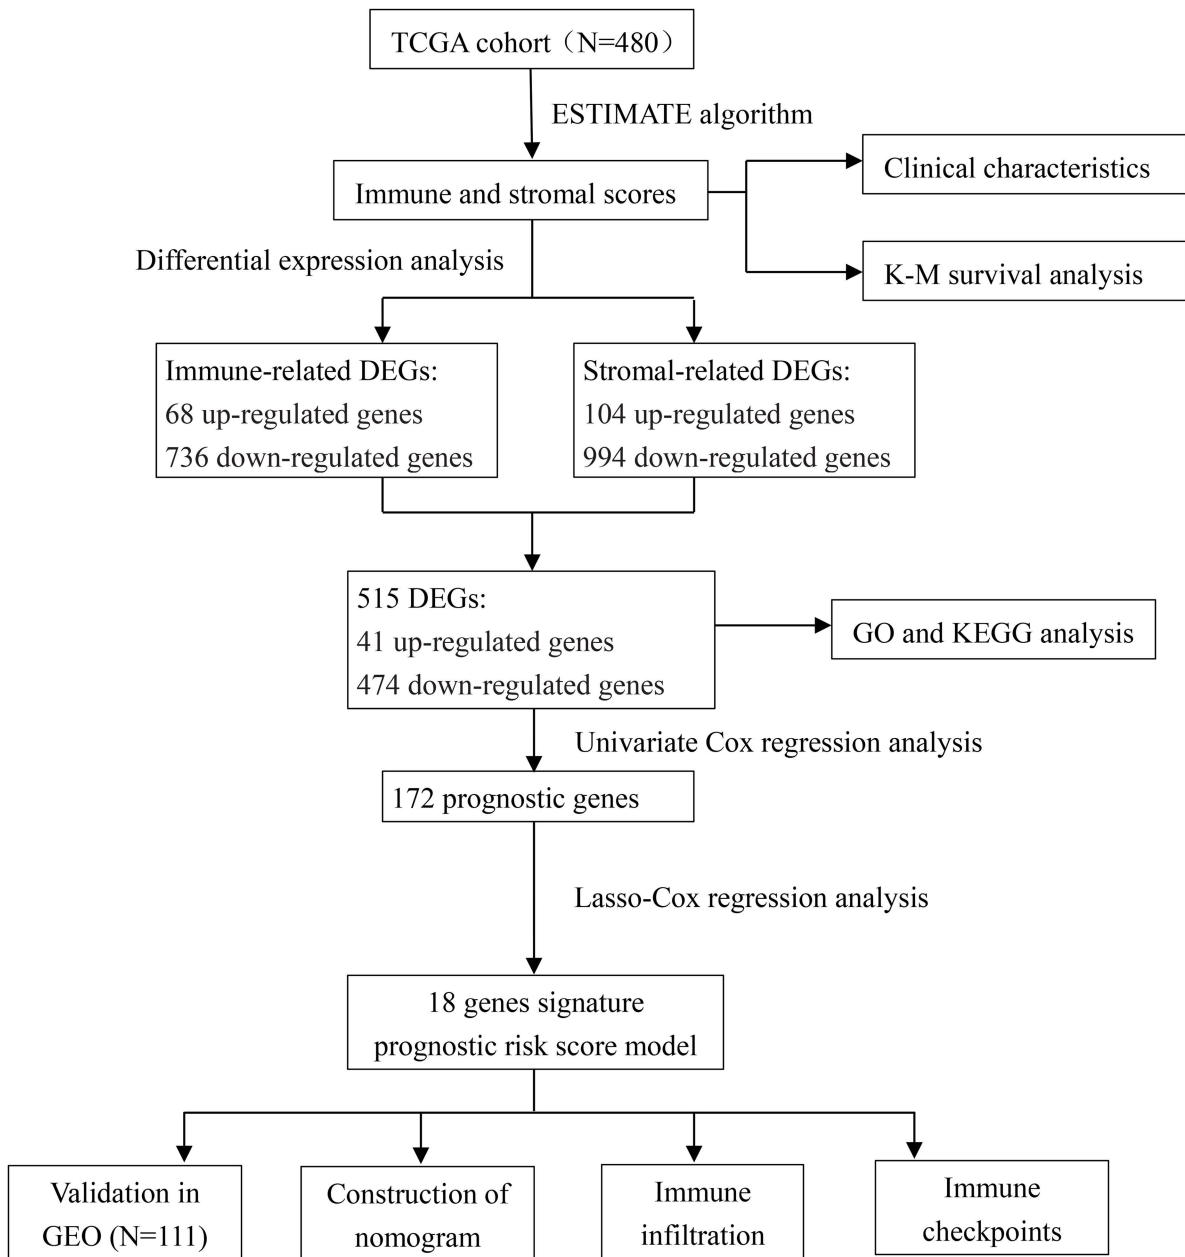 TCGA cohort（N=480）
ESTIMATE algorithm
Clinical characteristics
Immune and stromal scores
Differential expression analysis
K-M survival analysis
Immune-related DEGs:
68 up-regulated genes
736 down-regulated genes
Stromal-related DEGs:
104 up-regulated genes
994 down-regulated genes
515 DEGs:
41 up-regulated genes
474 down-regulated genes
GO and KEGG analysis
Univariate Cox regression analysis
172 prognostic genes
Lasso-Cox regression analysis
18 genes signature
prognostic risk score model
Validation in
GEO (N=111)
Construction of
nomogram
Immune
infiltration
Immune
checkpoints